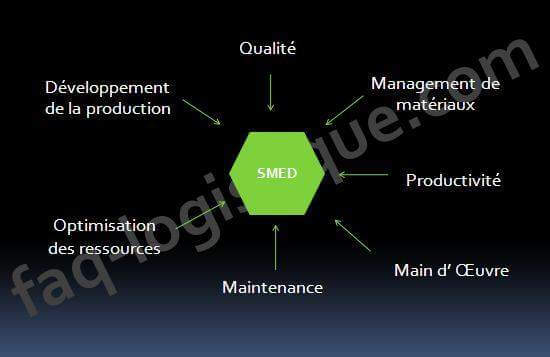 Qualité
Développement
de la production
Management de
matériaux
SMED
Productivité
Optimisation
des ressources
Main d' Œuvre
Maintenance
faq-logistique.com